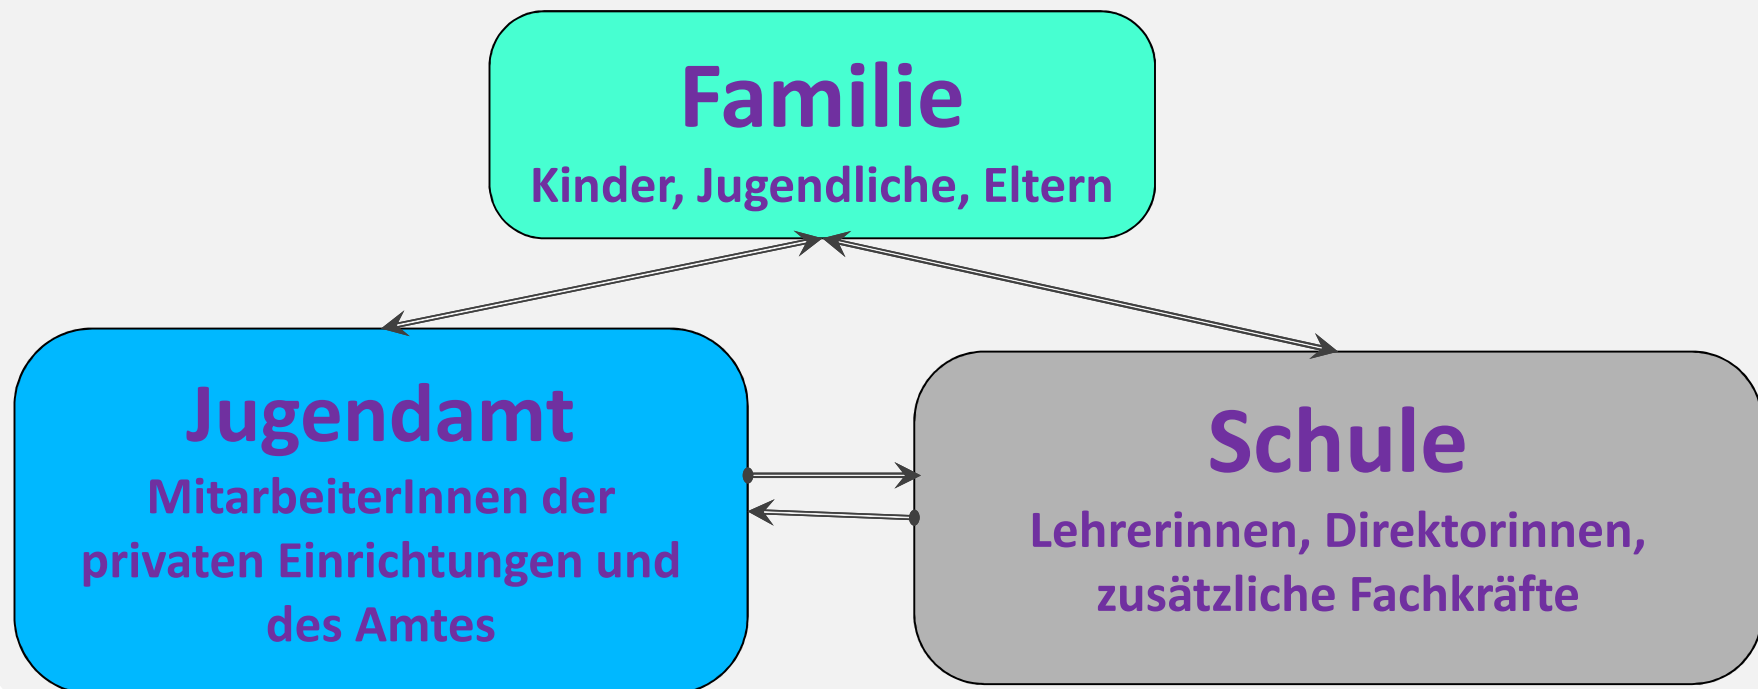 Familie
Kinder, Jugendliche, Eltern
Jugendamt
MitarbeiterInnen der
privaten Einrichtungen und
des Amtes
Schule
Lehrerinnen, Direktorinnen,
zusätzliche Fachkräfte